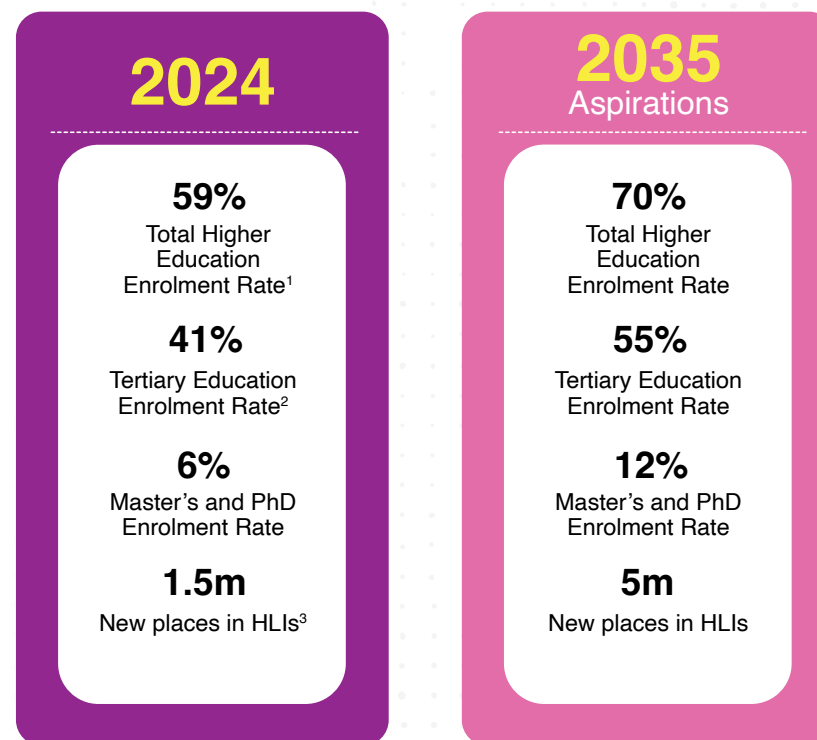 2024
59%
Total Higher
Education
Enrolment Rate¹
41%
Tertiary Education
Enrolment Rate²
6%
Master’s and PhD
Enrolment Rate
1.5m
New places in HLIs³
2035
Aspirations
70%
Total Higher
Education
Enrolment Rate
55%
Tertiary Education
Enrolment Rate
12%
Master’s and PhD
Enrolment Rate
5m
New places in HLIs